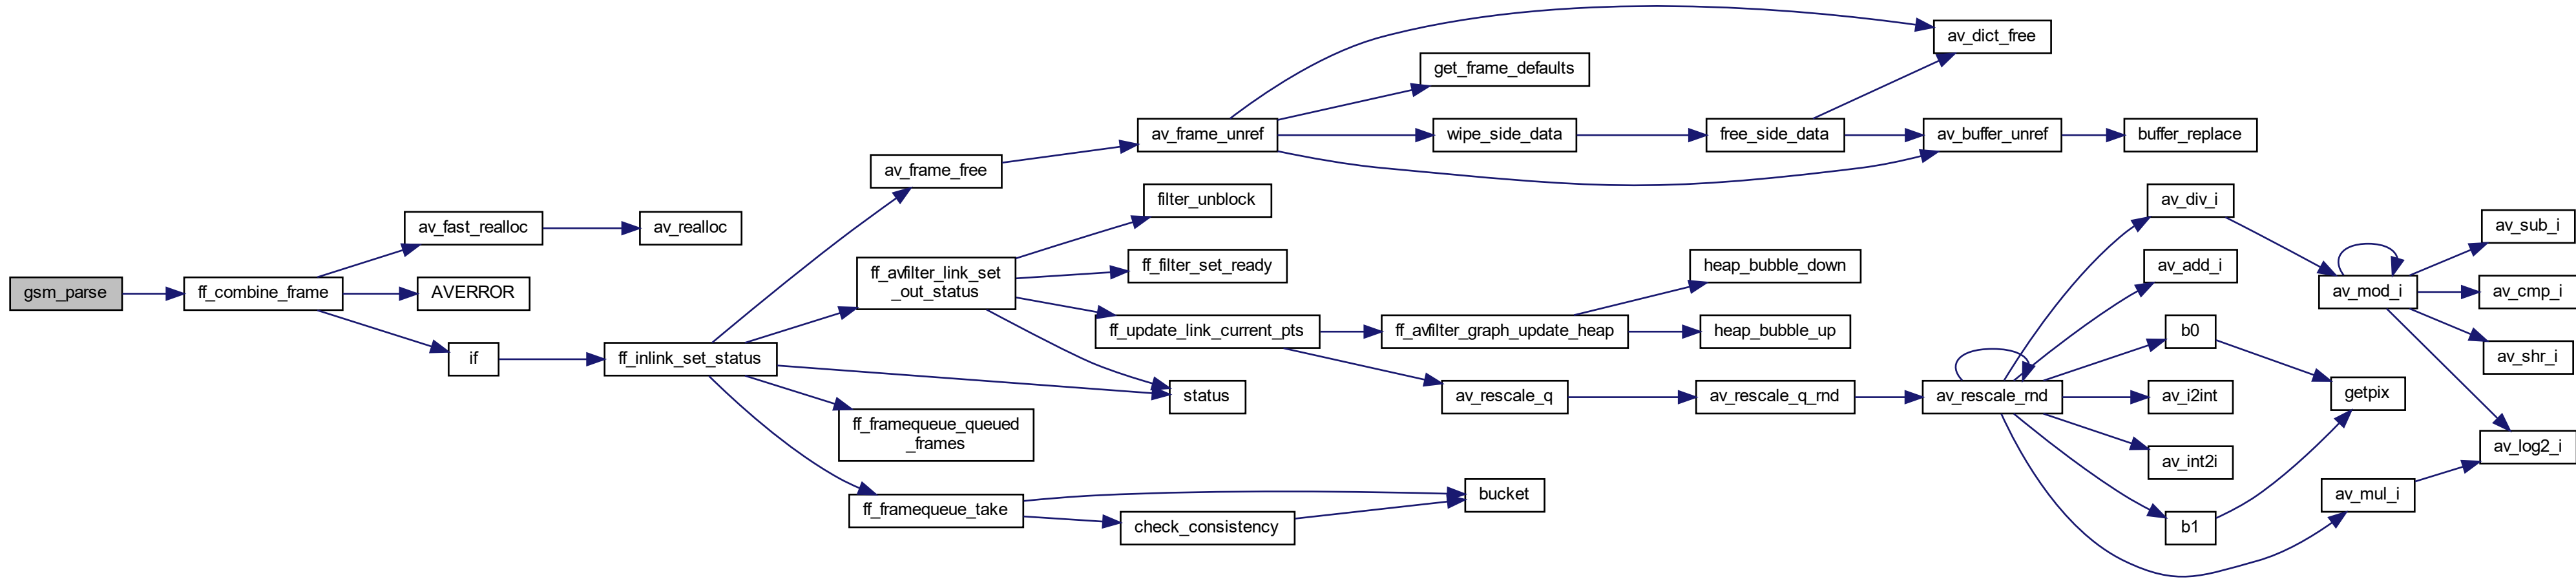 gsm_parse
ff_combine_frame
av_fast_realloc
av_realloc
AVERROR
if
ff_inlink_set_status
av_frame_free
av_frame_unref
av_dict_free
get_frame_defaults
wipe_side_data
free_side_data
av_buffer_unref
buffer_replace
ff_avfilter_link_set
_out_status
filter_unblock
ff_filter_set_ready
ff_update_link_current_pts
ff_avfilter_graph_update_heap
heap_bubble_down
heap_bubble_up
status
av_rescale_q
av_rescale_q_rnd
av_rescale_rnd
ff_framequeue_queued
_frames
ff_framequeue_take
bucket
check_consistency
av_div_i
av_add_i
b0
av_i2int
av_int2i
b1
av_mod_i
getpix
av_mul_i
av_sub_i
av_cmp_i
av_shr_i
av_log2_i